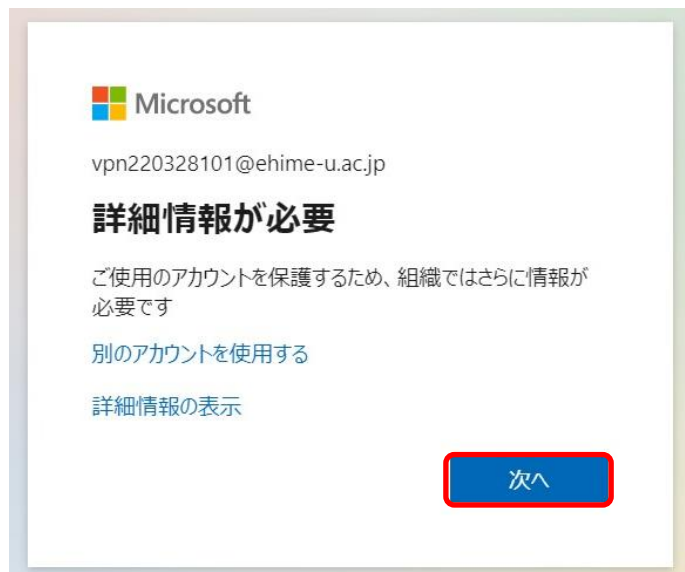 Microsoft
vpn220328101@ehime-u.ac.jp
詳細情報が必要
ご使用のアカウントを保護するため、組織ではさらに情報が
必要です
別のアカウントを使用する
詳細情報の表示
次へ